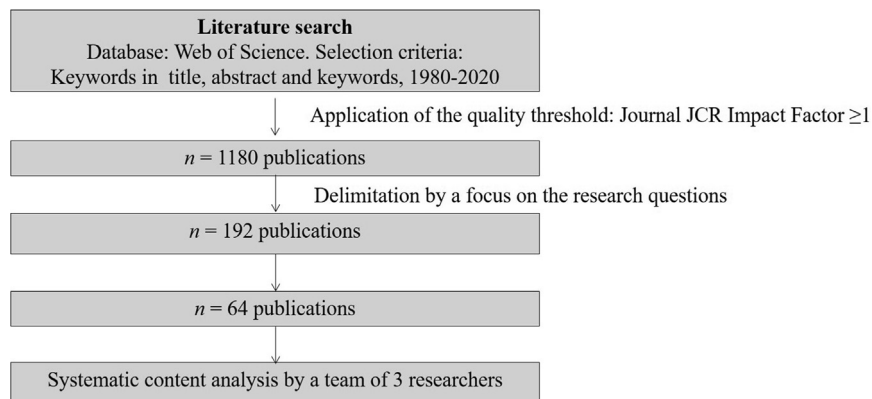 Literature search
Database: Web of Science. Selection criteria:
Keywords in title, abstract and keywords, 1980-2020
Application of the quality threshold: Journal JCR Impact Factor ≥1
n = 1180 publications
Delimitation by a focus on the research questions
n = 192 publications
n = 64 publications
Systematic content analysis by a team of 3 researchers